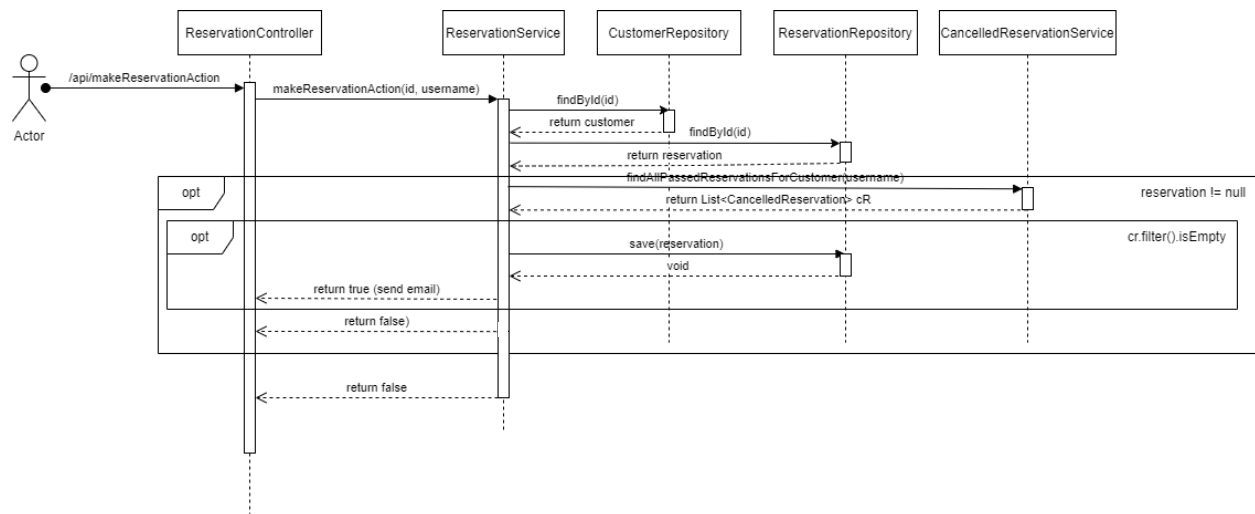 ReservationController
ReservationService
CustomerRepository
ReservationRepository
CancelledReservationService
/api/makeReservationAction
Actor
makeReservationAction(id, username)
findById(id)
return customer
findById(id)
return reservation
findAllPassedReservationsForCustomer(username)
opt
reservation != null
return List<CancelledReservation> cR
opt
cr.filter().isEmpty
save(reservation)
void
return true (send email)
return false)
return false